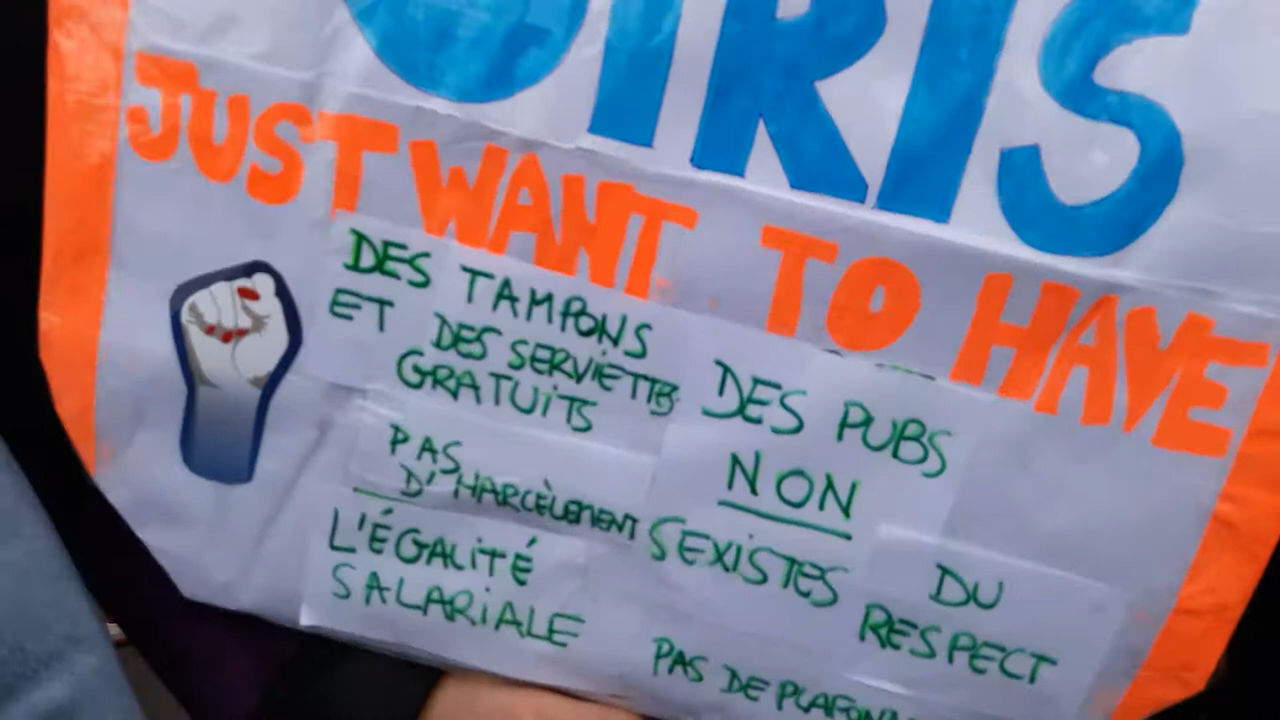 GIRLS
JUST WANT TO HAVE
DES TAMPONS
ET DES SERVIETTES
GRATUITS
PAS
D'HARCÈLEMENT
L'ÉGALITÉ
SALARIALE
DES PUBS
NON
SEXISTES
DU
RESPECT
PAS DE